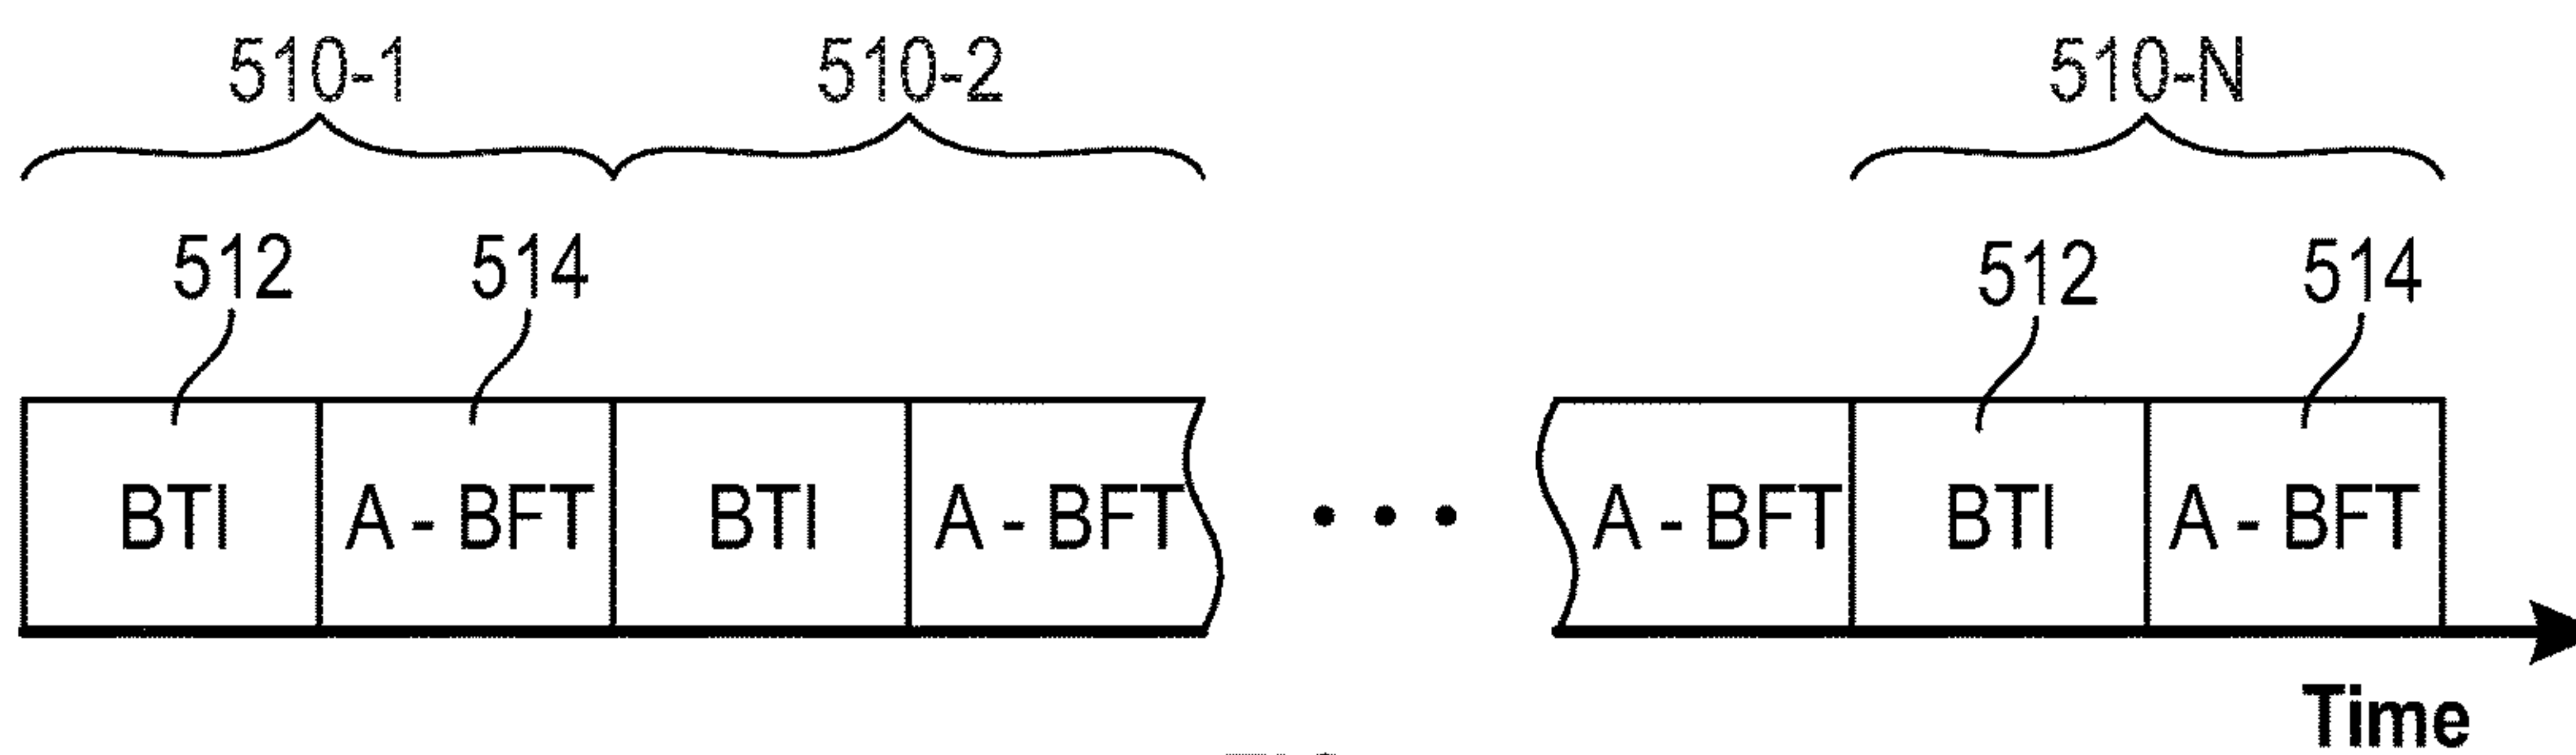 510-1 510-2 510-N
512 514 512 514
BTI A - BFT BTI A - BFT • • • A - BFT BTI A - BFT
Time